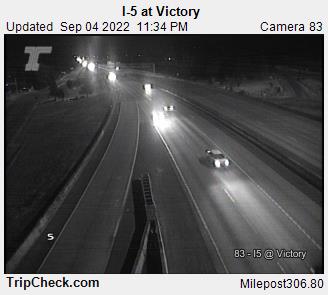 I-5 at Victory
Updated Sep 04 2022 11:34 PM Camera 83
T
S
83 - I5 @ Victory
TripCheck.com Milepost306.80